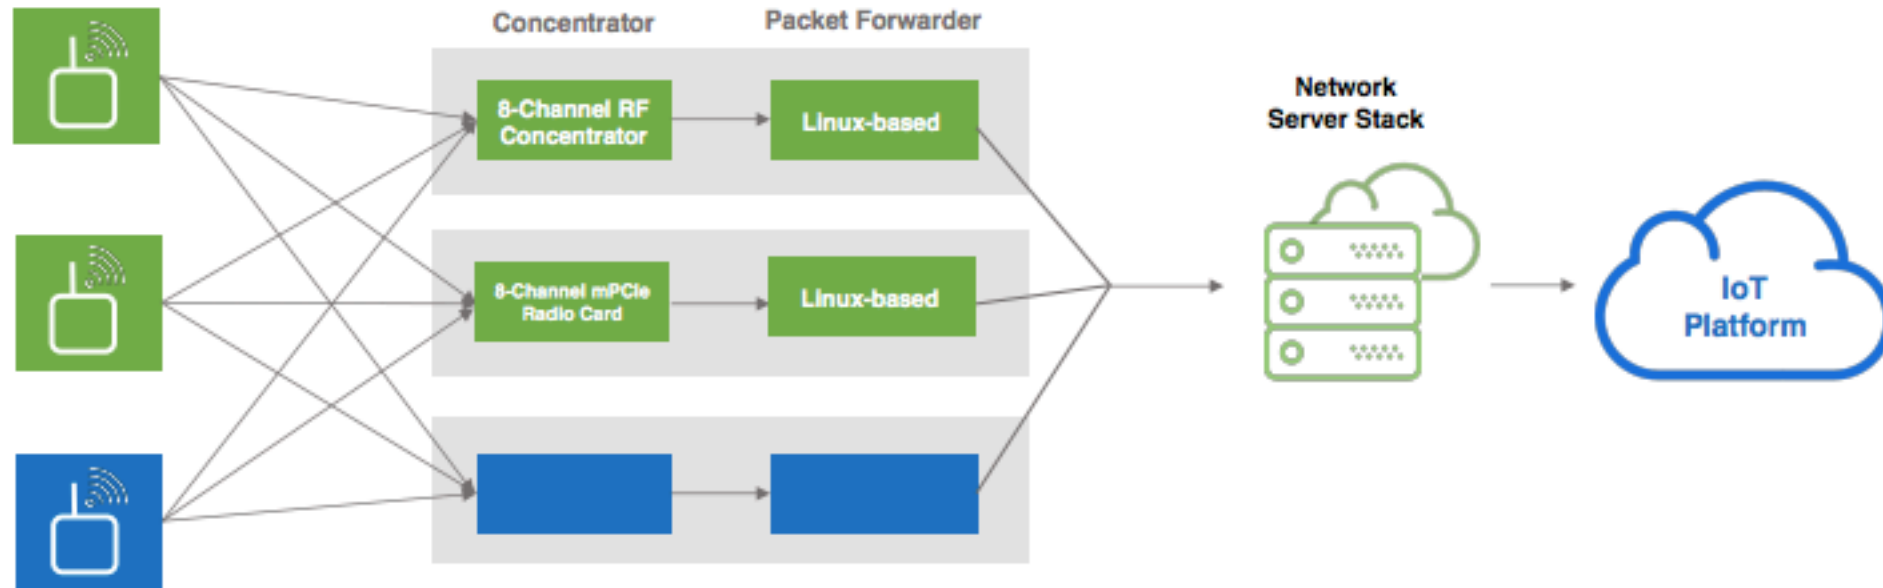 Concentrator
Packet Forwarder
8-Channel RF
Concentrator
Linux-based
8-Channel mPCIe
Radio Card
Linux-based
Network
Server Stack
IoT
Platform